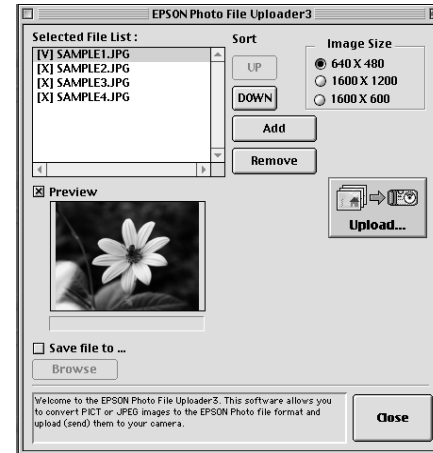 EPSON Photo File Uploader3
Selected File List :
[V] SAMPLE1.JPG
[X] SAMPLE2.JPG
[X] SAMPLE3.JPG
[X] SAMPLE4.JPG
Sort
UP
DOWN
Image Size
640 X 480
1600 X 1200
1600 X 600
Add
Remove
Preview
Upload...
Save file to ...
Browse
Welcome to the EPSON Photo File Uploader3. This software allows you
to convert PICT or JPEG images to the EPSON Photo file format and
upload (send) them to your camera.
Close